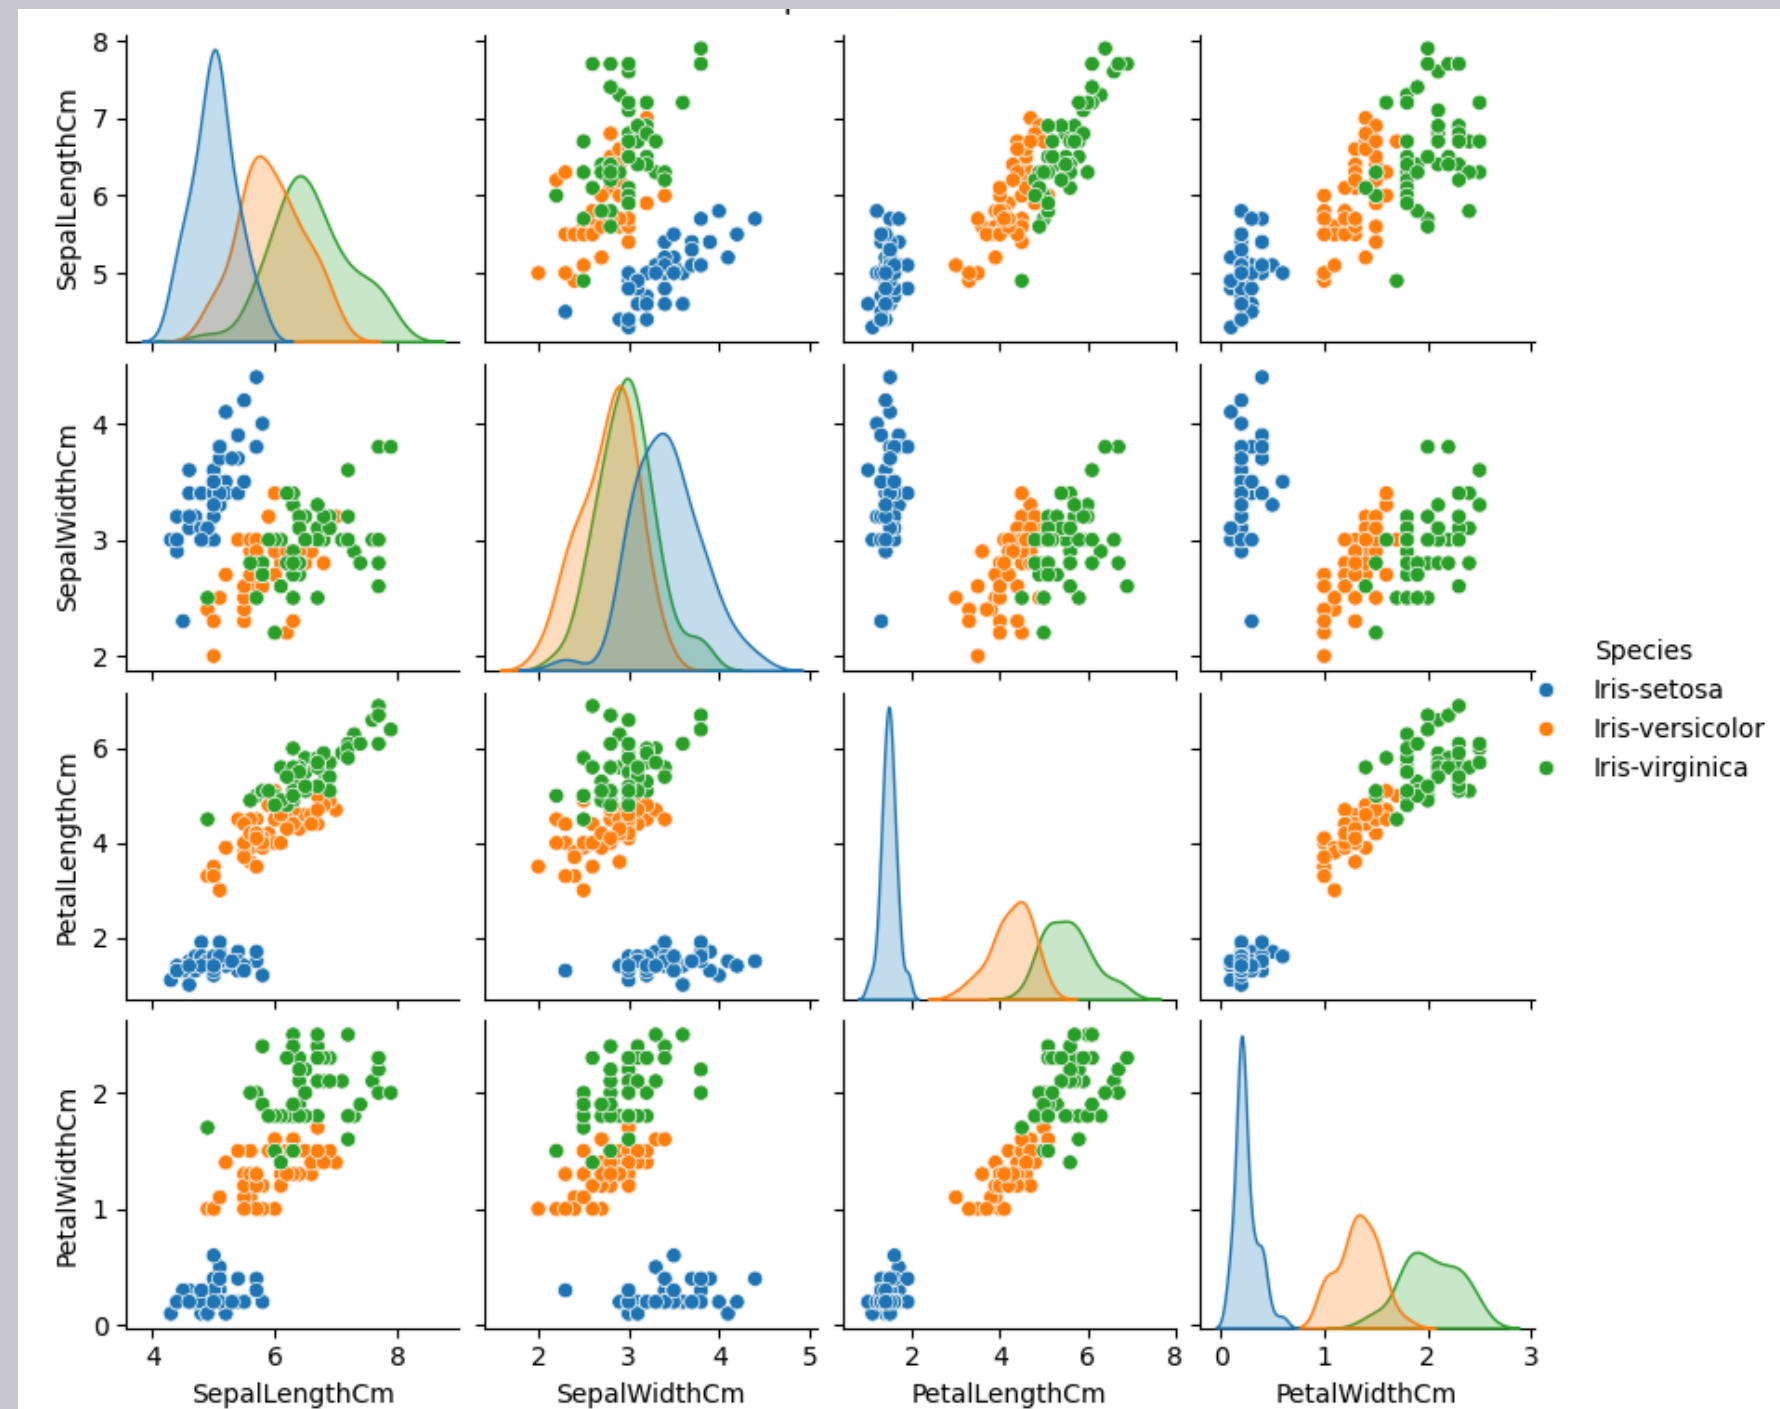 8
7
6
5
SepalLengthCm
4
3
2
SepalWidthCm
6
4
2
PetalLengthCm
2
1
0
PetalWidthCm
4 6 8
2 3 4 5
2 4 6 8
0 1 2 3
SepalLengthCm
SepalWidthCm
PetalLengthCm
PetalWidthCm
Species
Iris-setosa
Iris-versicolor
Iris-virginica